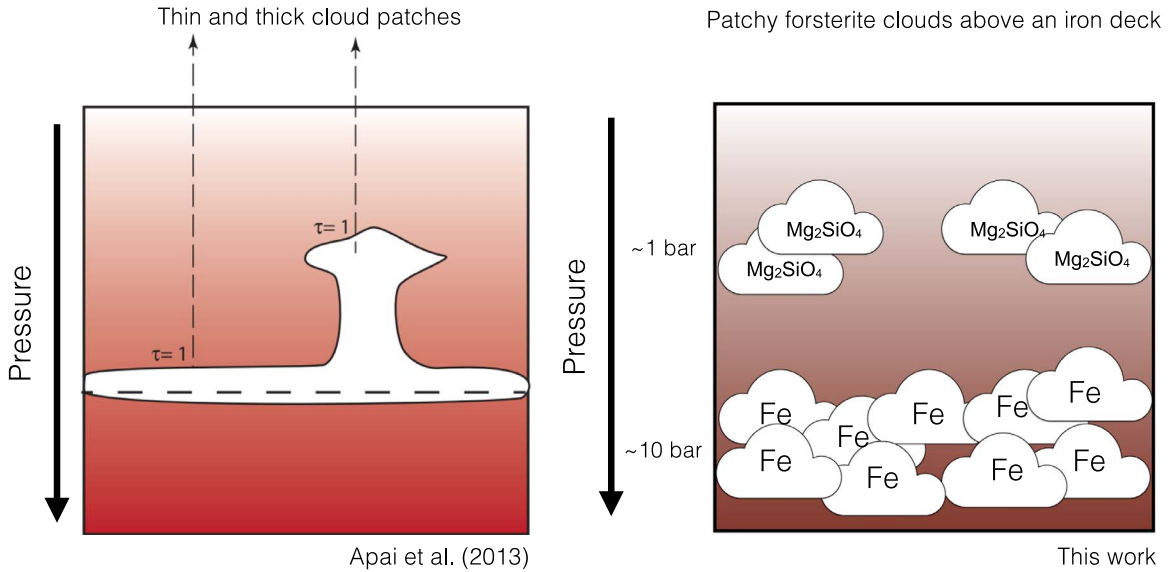 Thin and thick cloud patches
Pressure
τ= 1
τ= 1
Apai et al. (2013)
Patchy forsterite clouds above an iron deck
Pressure
~1 bar
~10 bar
Mg₂SiO₄
Mg₂SiO₄
Mg₂SiO₄
Mg₂SiO₄
Fe
Fe
Fe
Fe
Fe
Fe
Fe
Fe
Fe
This work